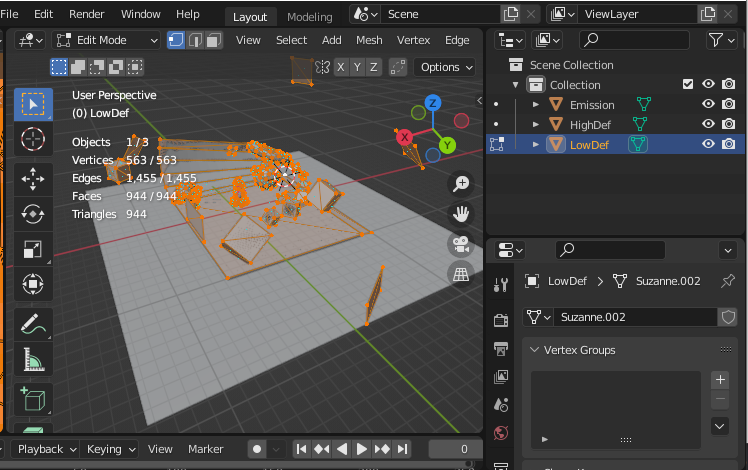 File Edit Render Window Help Layout Modeling Scene ViewLayer
Edit Mode View Select Add Mesh Vertex Edge
X Y Z Options
User Perspective
(0) LowDef
Objects 1/3
Vertices 563/563
Edges 1,455/1,455
Faces 944/944
Triangles 944
Z
X
Y
Scene Collection
Collection
Emission
HighDef
LowDef
LowDef > Suzanne.002
Suzanne.002
Vertex Groups
Playback Keying View Marker 0